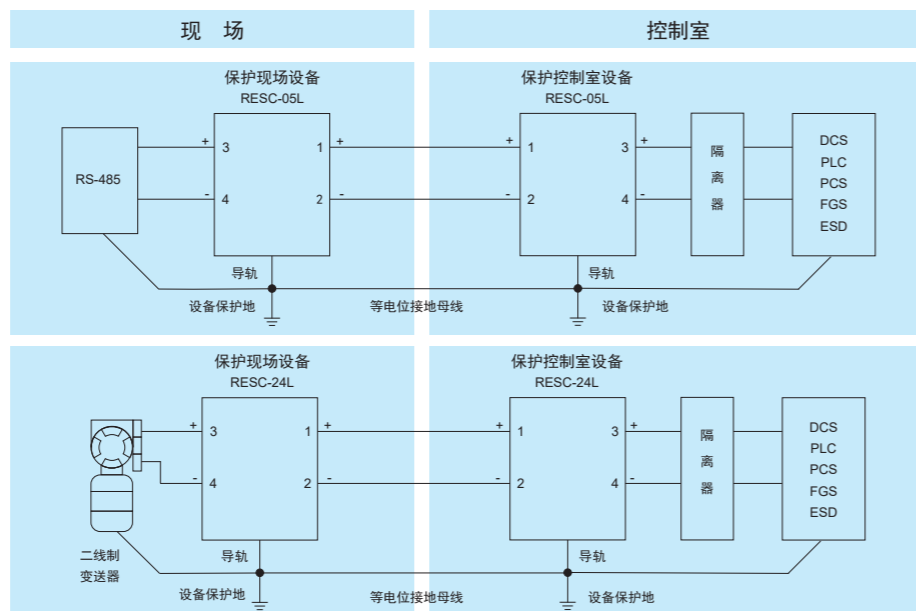 现 场
控制室
保护现场设备
RESC-05L
保护控制室设备
RESC-05L
RS-485
+ 3 1 +
- 4 2 -
+ 1 3 +
- 2 4 -
隔
离
器
DCS
PLC
PCS
FGS
ESD
导轨
导轨
设备保护地
等电位接地母线
设备保护地
保护现场设备
RESC-24L
保护控制室设备
RESC-24L
+ 3 1 +
- 4 2 -
+ 1 3 +
- 2 4 -
隔
离
器
DCS
PLC
PCS
FGS
ESD
二线制
变送器
导轨
导轨
设备保护地
等电位接地母线
设备保护地